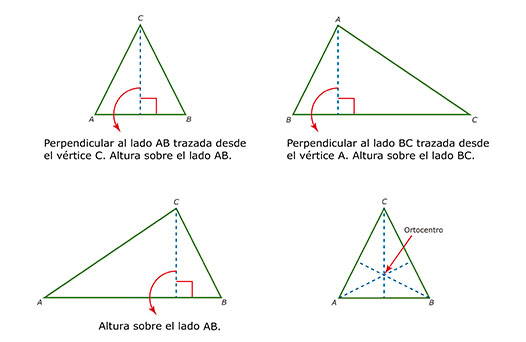 C
A
B
Perpendicular al lado AB trazada desde
el vértice C. Altura sobre el lado AB.
A
B
C
Perpendicular al lado BC trazada desde
el vértice A. Altura sobre el lado BC.
C
A
B
Altura sobre el lado AB.
C
Ortocentro
A
B